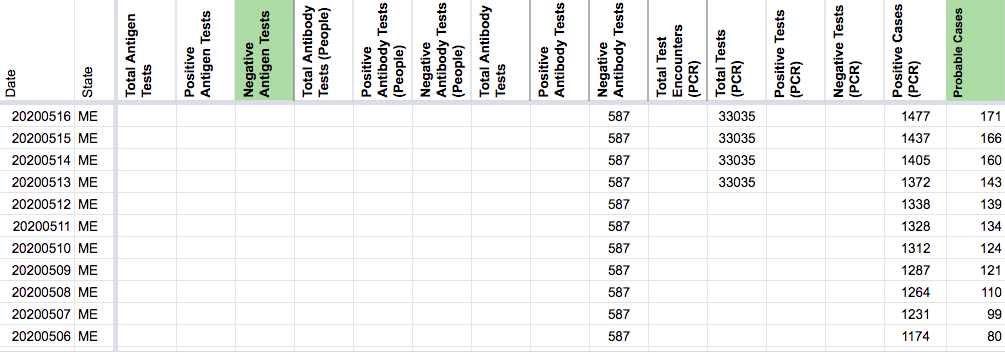 Date State Total Antigen Tests Positive Antigen Tests Negative Antigen Tests Total Antibody Tests (People) Positive Antibody Tests (People) Negative Antibody Tests (People) Total Antibody Tests Positive Antibody Tests Negative Antibody Tests Total Test Encounters (PCR) Total Tests (PCR) Positive Tests (PCR) Negative Tests (PCR) Positive Cases (PCR) Probable Cases
20200516 ME 587 33035 1477 171
20200515 ME 587 33035 1437 166
20200514 ME 587 33035 1405 160
20200513 ME 587 33035 1372 143
20200512 ME 587 1338 139
20200511 ME 587 1328 134
20200510 ME 587 1312 124
20200509 ME 587 1287 121
20200508 ME 587 1264 110
20200507 ME 587 1231 99
20200506 ME 587 1174 80